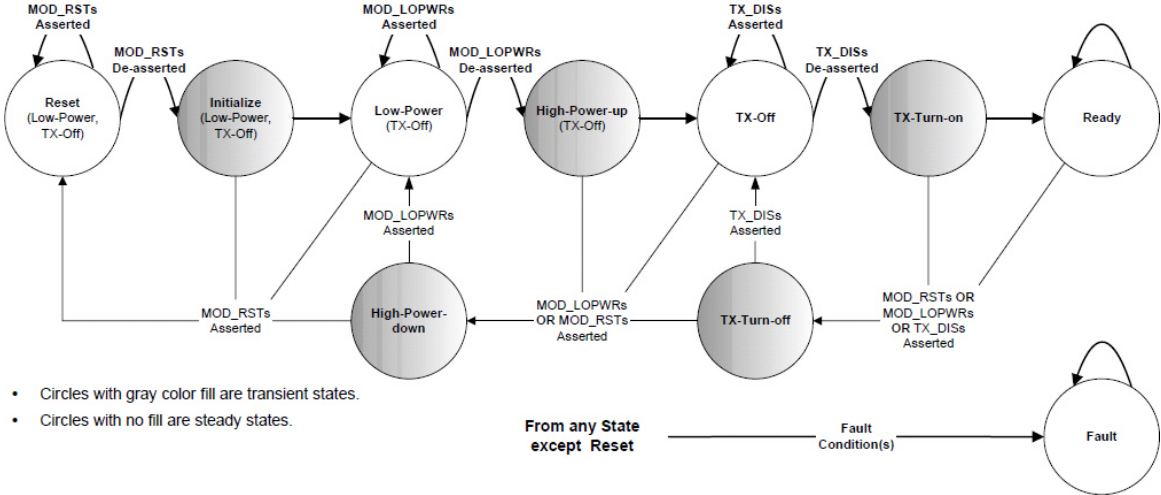 MOD_RSTs
Asserted
MOD_RSTs
De-asserted
MOD_LOPWRs
Asserted
MOD_LOPWRs
De-asserted
TX_DISs
Asserted
TX_DISs
De-asserted
Reset
(Low-Power,
TX-Off)
Initialize
(Low-Power,
TX-Off)
Low-Power
(TX-Off)
High-Power-up
(TX-Off)
TX-Off
TX-Turn-on
Ready
MOD_LOPWRs
Asserted
TX_DISs
Asserted
MOD_RSTs
Asserted
High-Power-
down
MOD_LOPWRs
OR MOD_RSTs
Asserted
TX-Turn-off
MOD_RSTs OR
MOD_LOPWRs
OR TX_DISs
Asserted
• Circles with gray color fill are transient states.
• Circles with no fill are steady states.
From any State
except Reset
Fault
Condition(s)
Fault